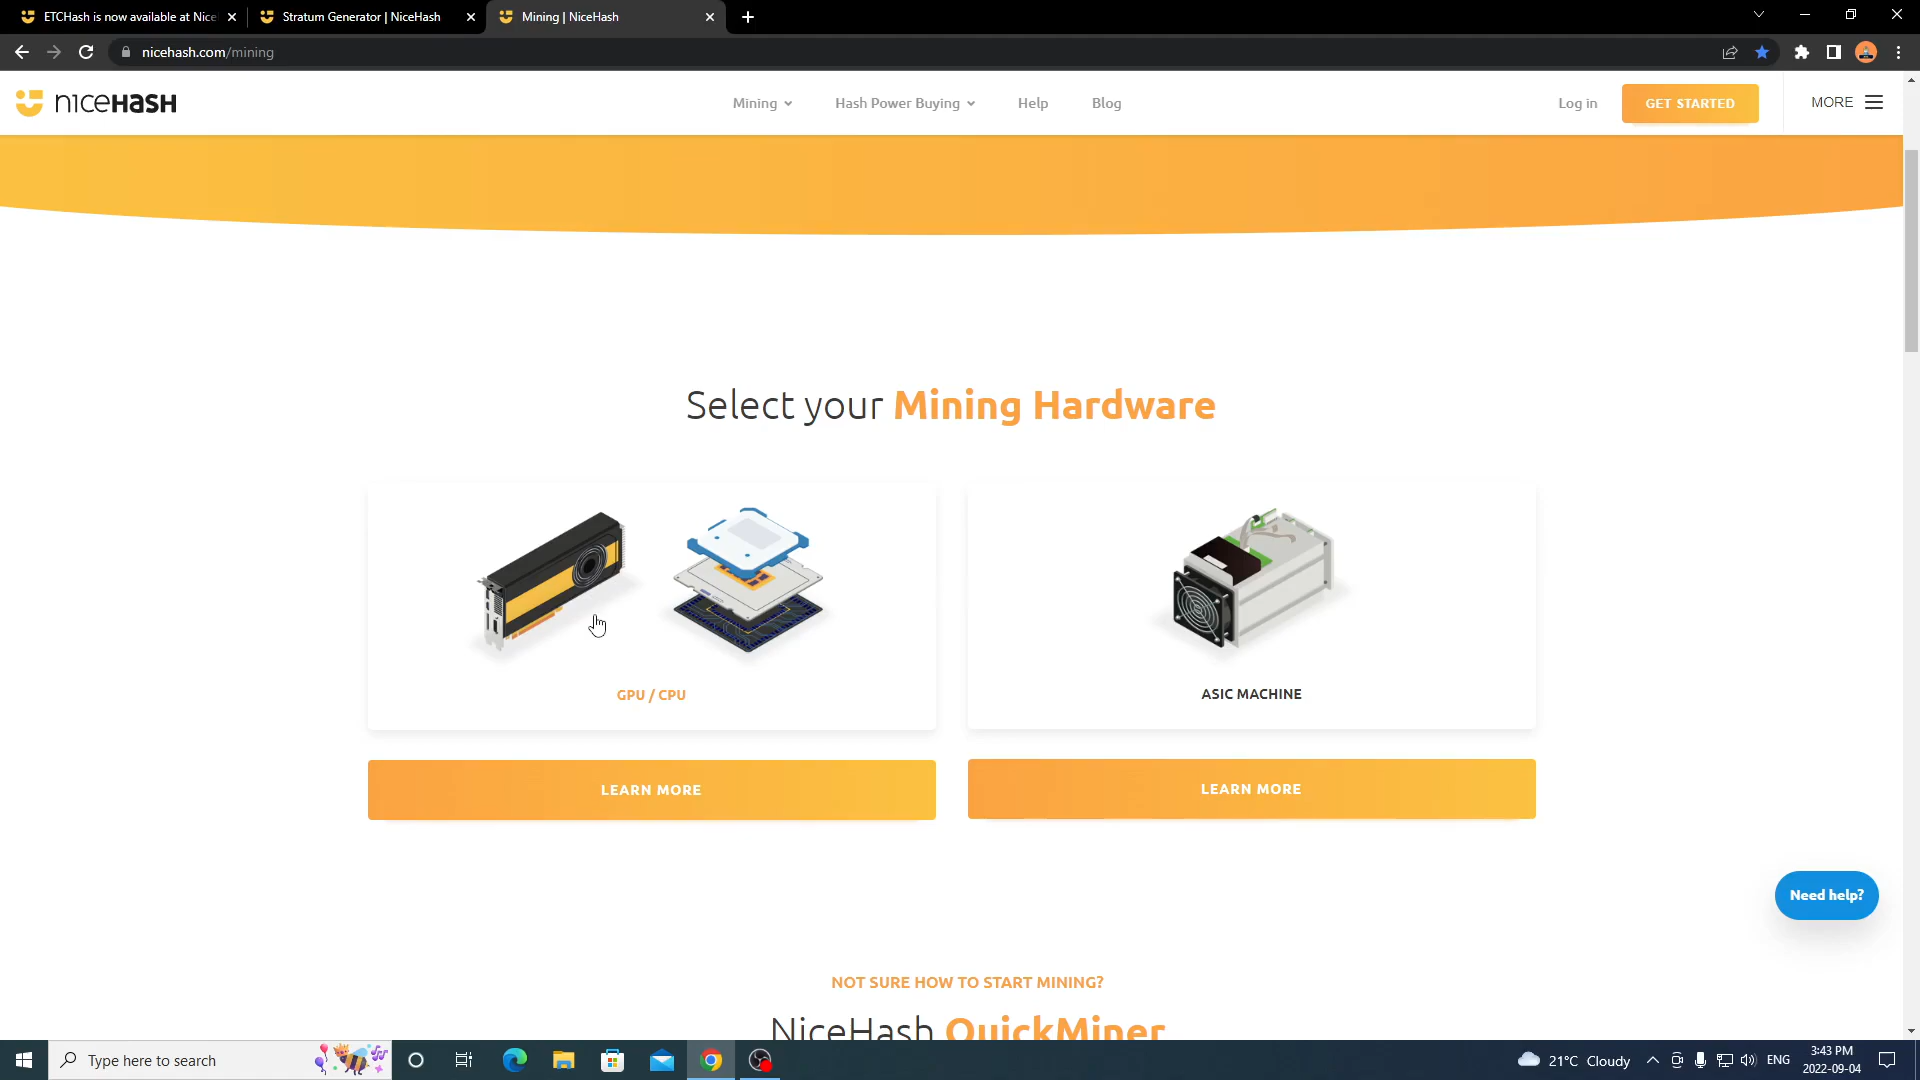 ETCHash is now available at Nice
Stratum Generator | NiceHash
Mining | NiceHash
nicehash.com/mining
niceHASH
Mining
Hash Power Buying
Help
Blog
Log in
GET STARTED
MORE
Select your Mining Hardware
GPU / CPU
ASIC MACHINE
LEARN MORE
LEARN MORE
Need help?
NOT SURE HOW TO START MINING?
NiceHash QuickMiner
Type here to search
21°C Cloudy
ENG
3:43 PM
2022-09-04